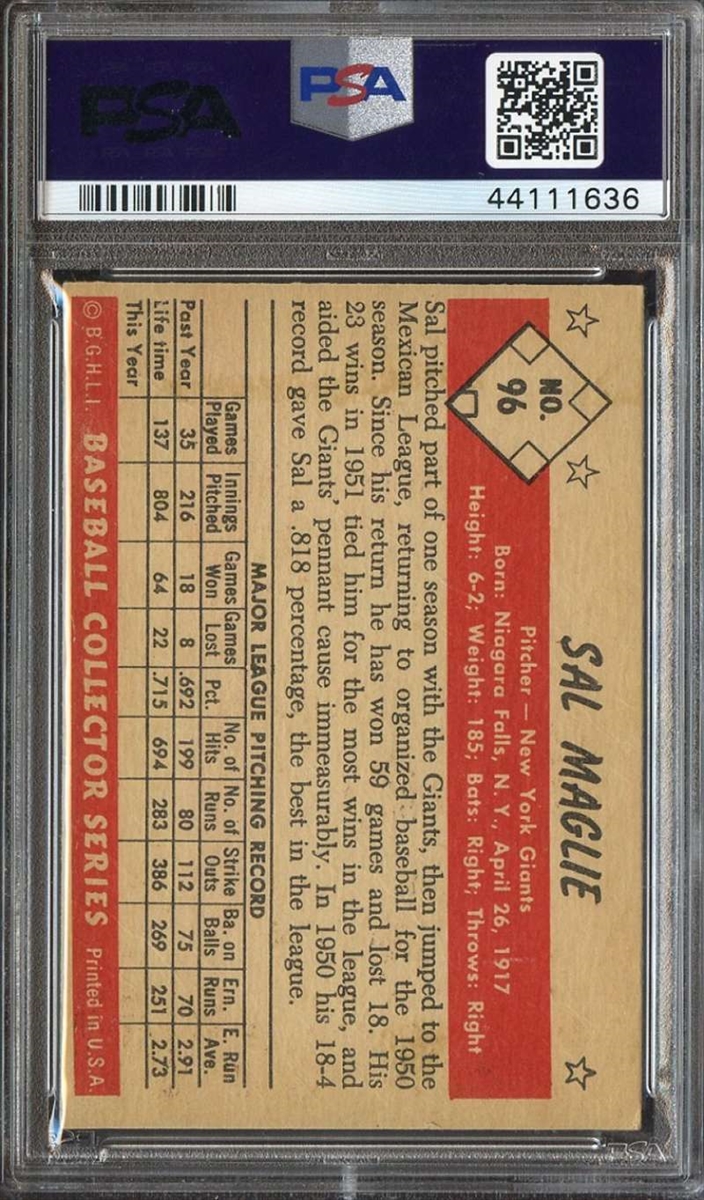 PSA
PSA
44111636
NO.
96
SAL MAGLIE
Pitcher — New York Giants
Born: Niagara Falls, N. Y., April 26, 1917
Height: 6-2; Weight: 185; Bats: Right; Throws: Right
Sal pitched part of one season with the Giants, then jumped to the
Mexican League, returning to organized baseball for the 1950
season. Since his return he has won 59 games and lost 18. His
23 wins in 1951 tied him for the most wins in the league, and
aided the Giants' pennant cause immeasurably. In 1950 his 18-4
record gave Sal a .818 percentage, the best in the league.
MAJOR LEAGUE PITCHING RECORD
Games Innings Games Games No. of No. of Strike Ba. on Ern. E. Run
Played Pitched Won Lost Pct. Hits Runs Outs Balls Runs Ave.
Past Year 35 216 18 8 .692 199 80 112 75 70 2.91
Life time 137 804 64 22 .715 694 283 386 269 251 2.73
This Year
© B.G.H.L.I. BASEBALL COLLECTOR SERIES Printed in U.S.A.
PSA